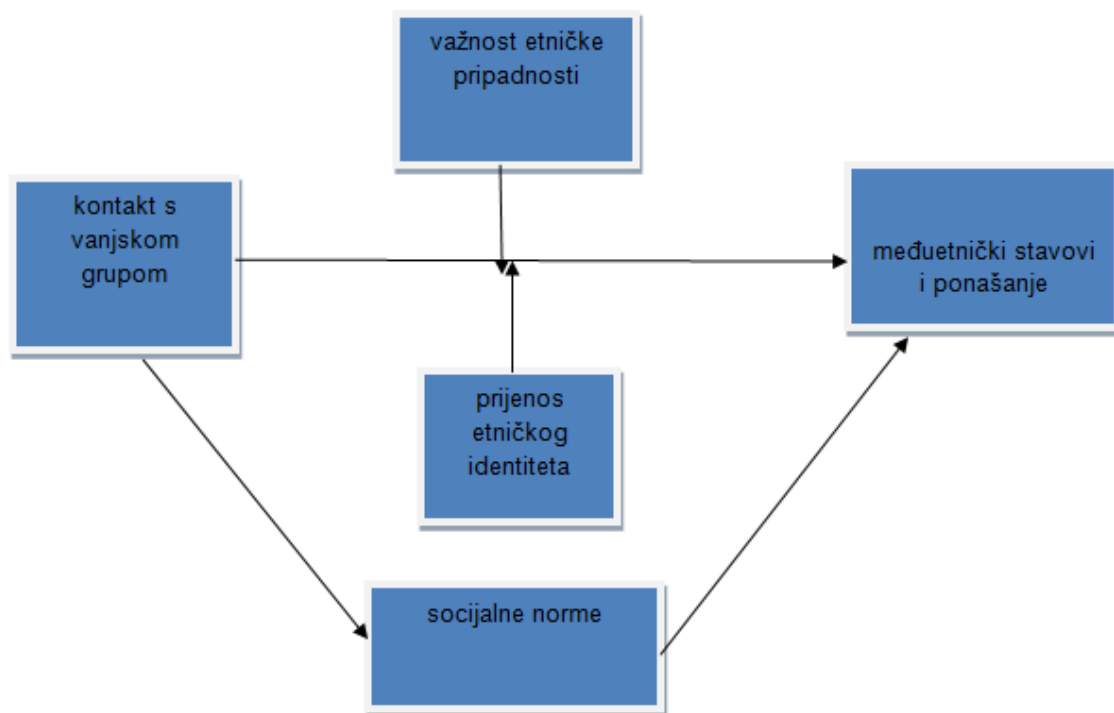 važnost etničke
pripadnosti
kontakt s
vanjskom
grupom
međuetnički stavovi
i ponašanje
prijenos
etničkog
identiteta
socijalne norme